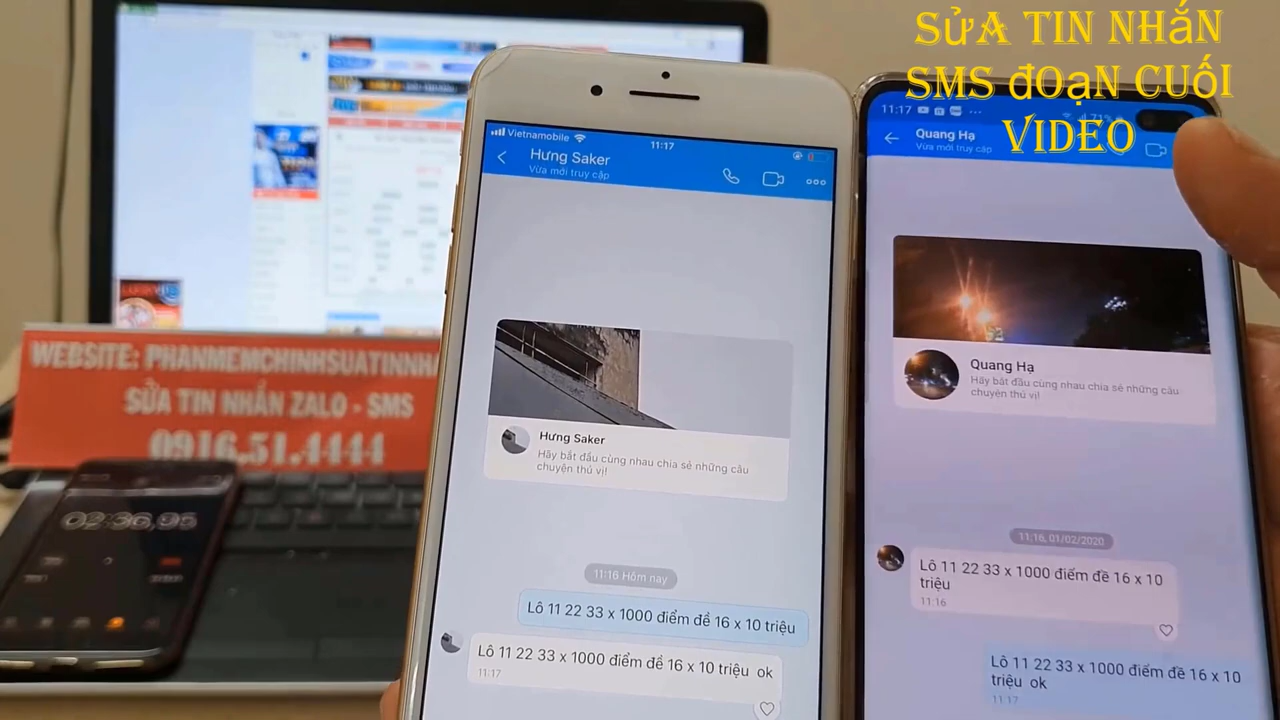 SửA TIN NHắN
SMS đOạN CUốI
VIDEO
Vietnamobile
11:17
Hưng Saker
Vừa mới truy cập
Hưng Saker
Hãy bắt đầu cùng nhau chia sẻ những câu
chuyện thú vị!
11:16 Hôm nay
Lô 11 22 33 x 1000 điểm đề 16 x 10 triệu
Lô 11 22 33 x 1000 điểm đề 16 x 10 triệu ok
11:17
11:17
71%
Quang Hạ
Vừa mới truy cập
Quang Hạ
Hãy bắt đầu cùng nhau chia sẻ những câu
chuyện thú vị!
11:16, 01/02/2020
Lô 11 22 33 x 1000 điểm đề 16 x 10
triệu
11:16
Lô 11 22 33 x 1000 điểm đề 16 x 10
triệu ok
11:17
WEBSITE: PHANMEMCHINHSUATINNHA
SỬA TIN NHẮN ZALO - SMS
0916.51.4444
02:36,95